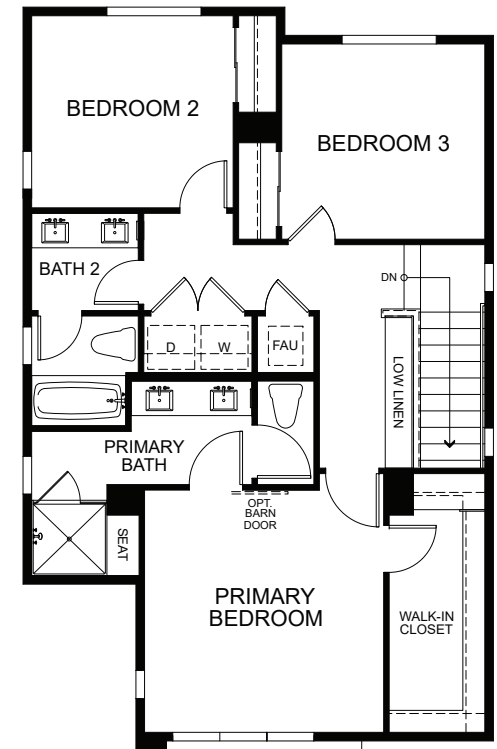 BEDROOM 2
BEDROOM 3
BATH 2
DN
D
W
FAU
LOW LINEN
PRIMARY
BATH
OPT.
BARN
DOOR
SEAT
PRIMARY
BEDROOM
WALK-IN
CLOSET